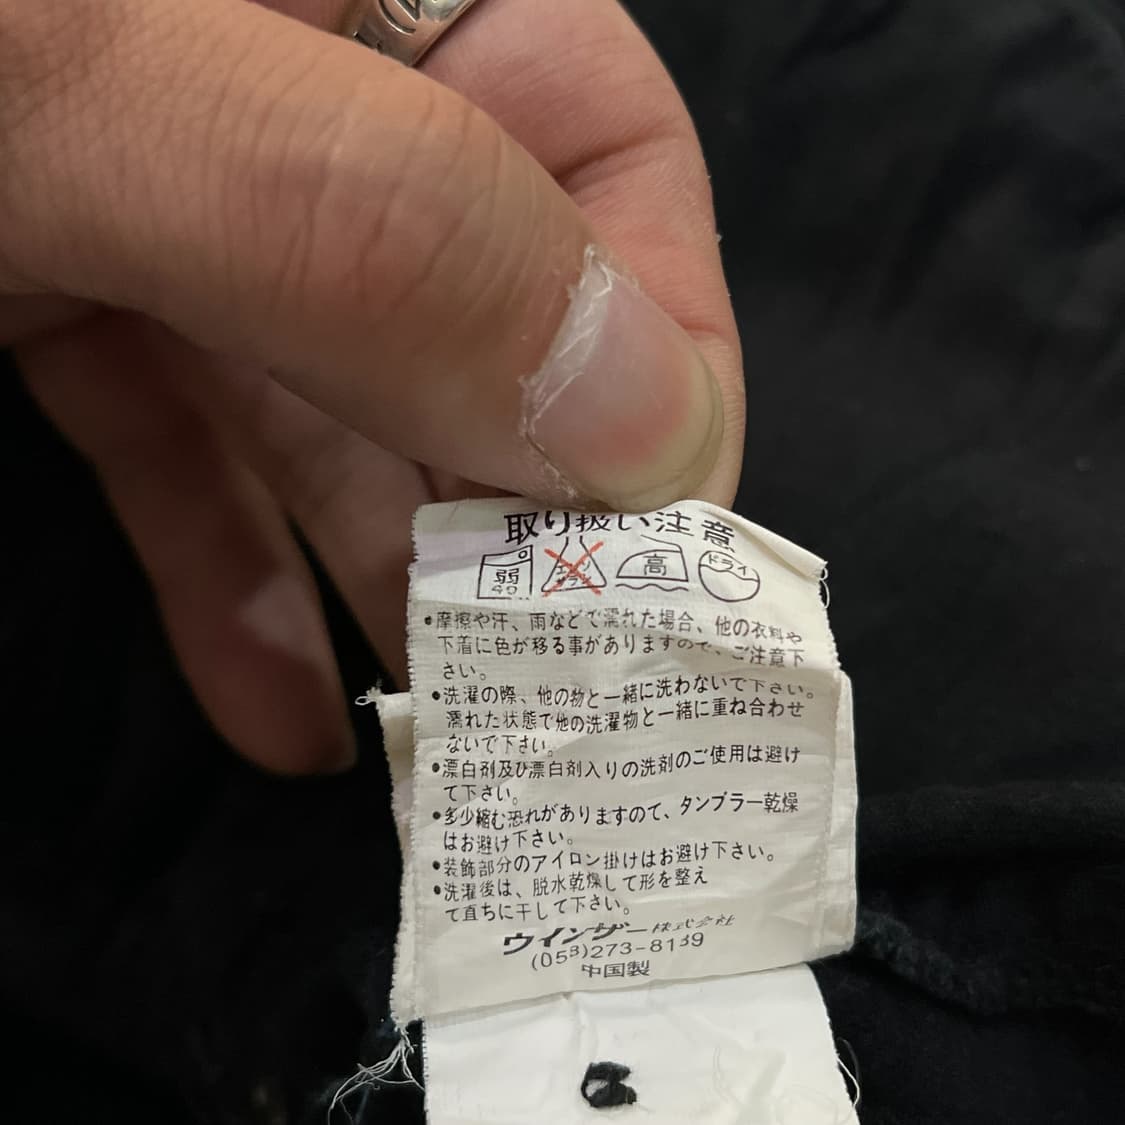 取り扱い注意
弱
40
エンソ
サラシ
高
ドライ
•摩擦や汗、雨などで濡れた場合、他の衣料や
下着に色が移る事がありますので、ご注意下
さい。
•洗濯の際、他の物と一緒に洗わないで下さい。
濡れた状態で他の洗濯物と一緒に重ね合わせ
ないで下さい。
•漂白剤及び漂白剤入りの洗剤のご使用は避け
て下さい。
•多少縮む恐れがありますので、タンブラー乾燥
はお避け下さい。
•装飾部分のアイロン掛けはお避け下さい。
•洗濯後は、脱水乾燥して形を整え
て直ちに干して下さい。
ウインザー株式会社
中国製